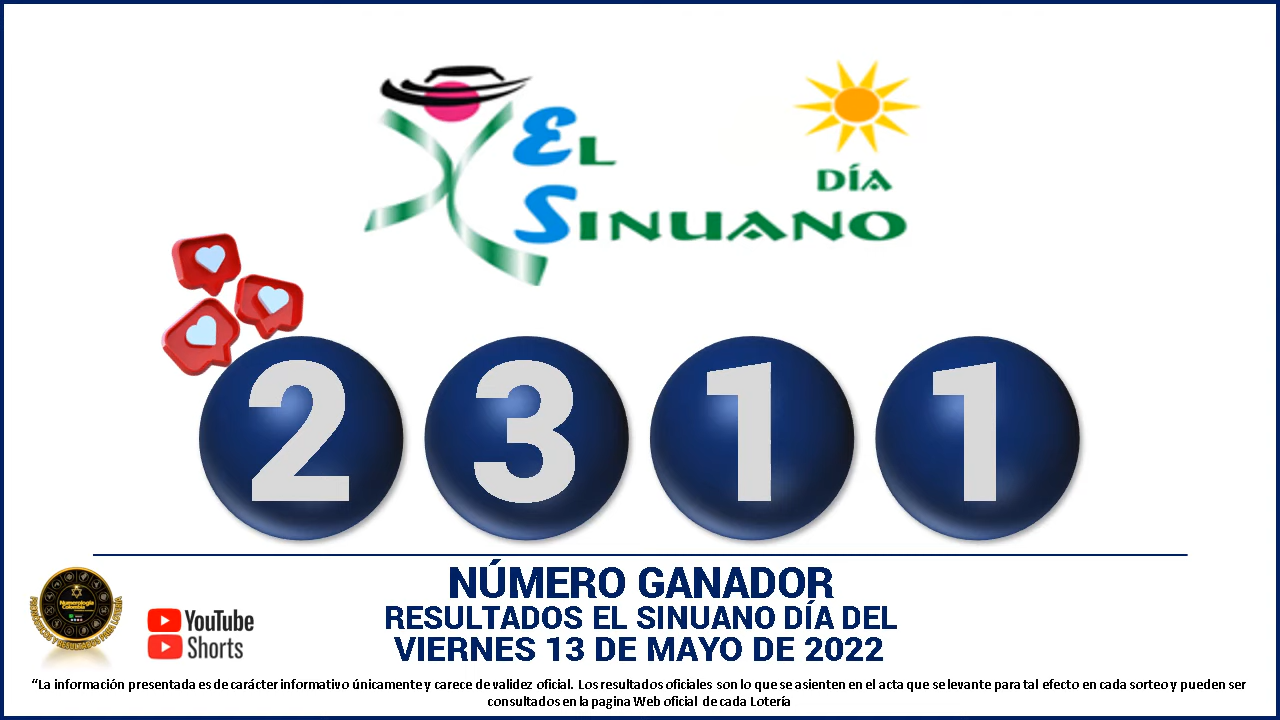 EL
DÍA
SINUANO
2 3 1 1
NÚMERO GANADOR
RESULTADOS EL SINUANO DÍA DEL
VIERNES 13 DE MAYO DE 2022
Numerología
Colombia
YouTube
Shorts
“La información presentada es de carácter informativo únicamente y carece de validez oficial. Los resultados oficiales son lo que se asienten en el acta que se levante para tal efecto en cada sorteo y pueden ser
consultados en la pagina Web oficial de cada Lotería